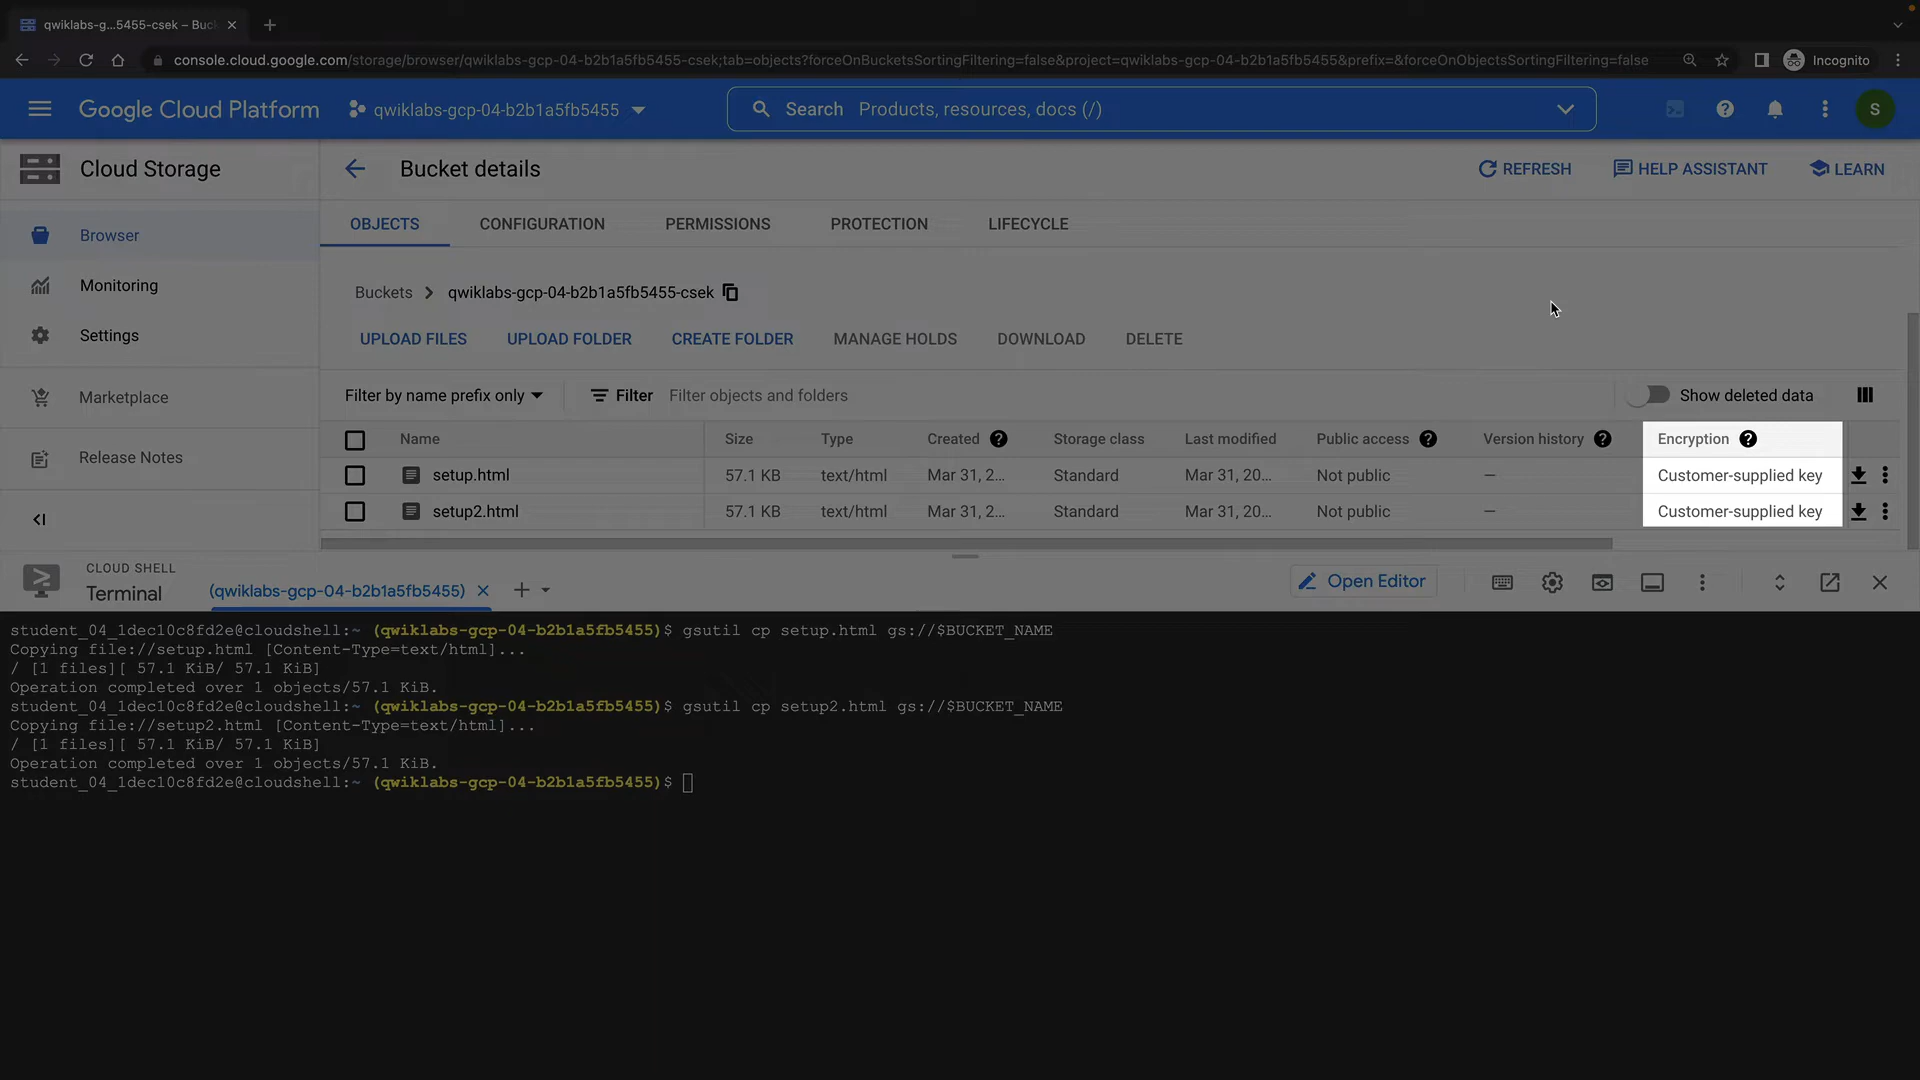 qwiklabs-g...5455-csek – Buc
console.cloud.google.com/storage/browser/qwiklabs-gcp-04-b2b1a5fb5455-csek;tab=objects?forceOnBucketsSortingFiltering=false&project=qwiklabs-gcp-04-b2b1a5fb5455&prefix=&forceOnObjectsSortingFiltering=false
Incognito
Google Cloud Platform
qwiklabs-gcp-04-b2b1a5fb5455
Search Products, resources, docs (/)
S
Cloud Storage
Bucket details
REFRESH
HELP ASSISTANT
LEARN
Browser
Monitoring
Settings
Marketplace
Release Notes
OBJECTS CONFIGURATION PERMISSIONS PROTECTION LIFECYCLE
Buckets > qwiklabs-gcp-04-b2b1a5fb5455-csek
UPLOAD FILES UPLOAD FOLDER CREATE FOLDER MANAGE HOLDS DOWNLOAD DELETE
Filter by name prefix only Filter Filter objects and folders Show deleted data
Name Size Type Created Storage class Last modified Public access Version history Encryption
setup.html 57.1 KB text/html Mar 31, 2... Standard Mar 31, 20... Not public — Customer-supplied key
setup2.html 57.1 KB text/html Mar 31, 2... Standard Mar 31, 20... Not public — Customer-supplied key
CLOUD SHELL
Terminal
(qwiklabs-gcp-04-b2b1a5fb5455)
Open Editor
student_04_1dec10c8fd2e@cloudshell:~ (qwiklabs-gcp-04-b2b1a5fb5455)$ gsutil cp setup.html gs://$BUCKET_NAME
Copying file://setup.html [Content-Type=text/html]...
/ [1 files][ 57.1 KiB/ 57.1 KiB]
Operation completed over 1 objects/57.1 KiB.
student_04_1dec10c8fd2e@cloudshell:~ (qwiklabs-gcp-04-b2b1a5fb5455)$ gsutil cp setup2.html gs://$BUCKET_NAME
Copying file://setup2.html [Content-Type=text/html]...
/ [1 files][ 57.1 KiB/ 57.1 KiB]
Operation completed over 1 objects/57.1 KiB.
student_04_1dec10c8fd2e@cloudshell:~ (qwiklabs-gcp-04-b2b1a5fb5455)$